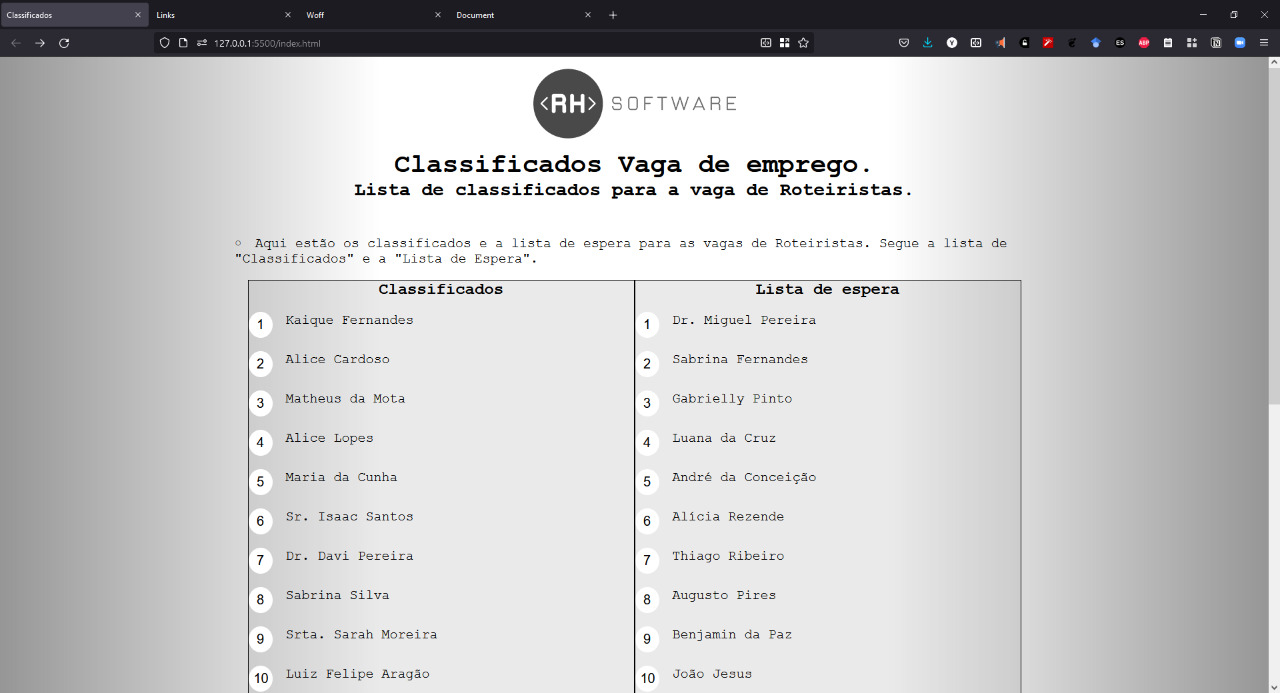 Classificados
Links
Woff
Document
127.0.0.1:5500/index.html
ES
ABP
<RH> SOFTWARE
Classificados Vaga de emprego.
Lista de classificados para a vaga de Roteiristas.
Aqui estão os classificados e a lista de espera para as vagas de Roteiristas. Segue a lista de
"Classificados" e a "Lista de Espera".
Classificados
1 Kaique Fernandes
2 Alice Cardoso
3 Matheus da Mota
4 Alice Lopes
5 Maria da Cunha
6 Sr. Isaac Santos
7 Dr. Davi Pereira
8 Sabrina Silva
9 Srta. Sarah Moreira
10 Luiz Felipe Aragão
Lista de espera
1 Dr. Miguel Pereira
2 Sabrina Fernandes
3 Gabrielly Pinto
4 Luana da Cruz
5 André da Conceição
6 Alícia Rezende
7 Thiago Ribeiro
8 Augusto Pires
9 Benjamin da Paz
10 João Jesus